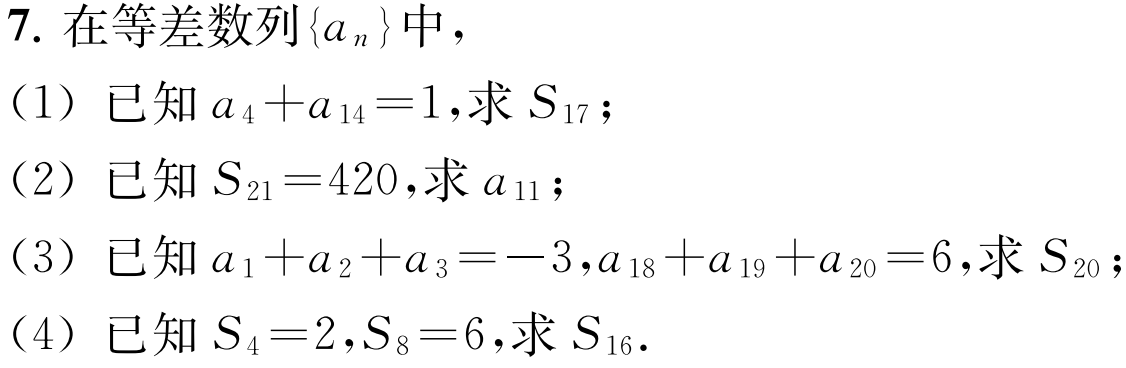 7. 在等差数列{aₙ}中，
(1) 已知 a₄+a₁₄=1,求 S₁₇；
(2) 已知 S₂₁=420,求 a₁₁；
(3) 已知 a₁+a₂+a₃=-3,a₁₈+a₁₉+a₂₀=6,求 S₂₀；
(4) 已知 S₄=2,S₈=6,求 S₁₆.